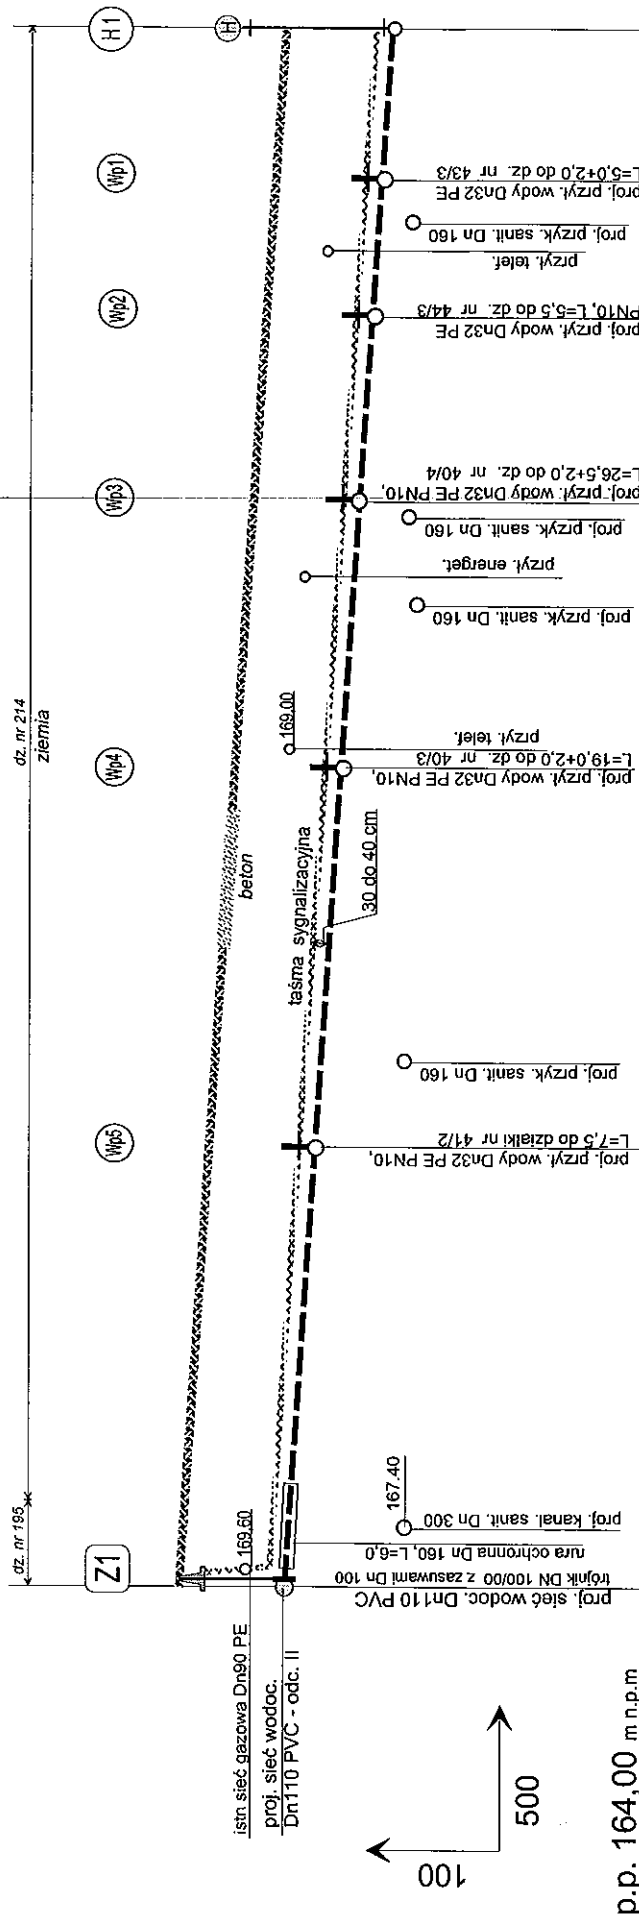 dz. nr 195
dz. nr 214
ziemia
Z1
Wp5
Wp4
Wp3
Wp2
Wp1
H1
H
beton
taśma sygnalizacyjna
30 do 40 cm
istn sieć gazowa Dn90 PE
169.60
proj. sieć wodoc.
Dn110 PVC - odc. II
169.00
167.40
proj. sieć wodoc. Dn110 PVC
trójnik DN 100/00 z zasuwami Dn 100
rura ochronna Dn 160, L=6,0
proj. kanal. sanit. Dn 300
proj. przył. wody Dn32 PE PN10,
L=7,5 do działki nr 41/2
proj. przyk. sanit. Dn 160
proj. przył. wody Dn32 PE PN10,
L=19,0+2,0 do dz. nr 40/3
przył. telef.
proj. przyk. sanit. Dn 160
przył. energet.
proj. przyk. sanit. Dn 160
proj. przył. wody Dn32 PE PN10,
L=26,5+2,0 do dz. nr 40/4
proj. przył. wody Dn32 PE
PN10, L=5,5 do dz. nr 44/3
przył. telef.
proj. przyk. sanit. Dn 160
proj. przył. wody Dn32 PE
L=5,0+2,0 do dz. nr 43/3
100
500
p.p. 164,00 m n.p.m